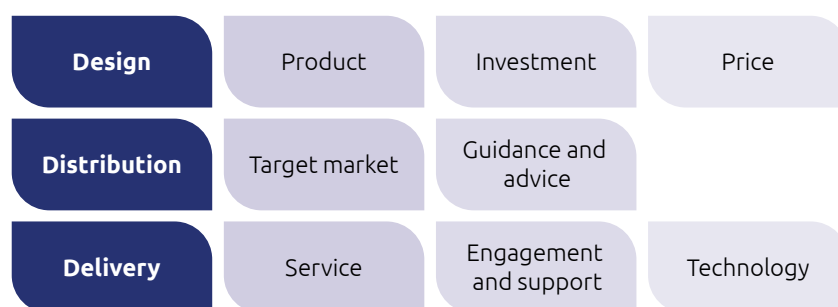 Design
Product
Investment
Price
Distribution
Target market
Guidance and
advice
Delivery
Service
Engagement
and support
Technology